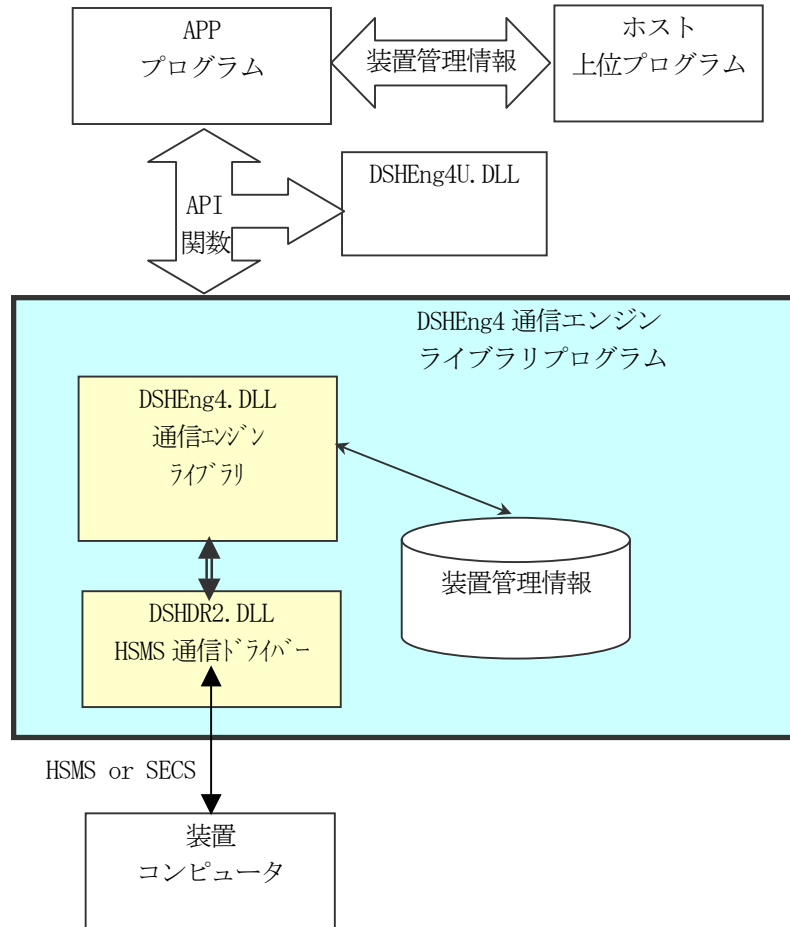 APP
プログラム
装置管理情報
ホスト
上位プログラム
DSHEng4U.DLL
API
関数
DSHEng4 通信エンジン
ライブラリプログラム
DSHEng4.DLL
通信ｴﾝｼﾞﾝ
ﾗｲﾌﾞﾗﾘ
装置管理情報
DSHDR2.DLL
HSMS 通信ﾄﾞﾗｲﾊﾞｰ
HSMS or SECS
装置
コンピュータ